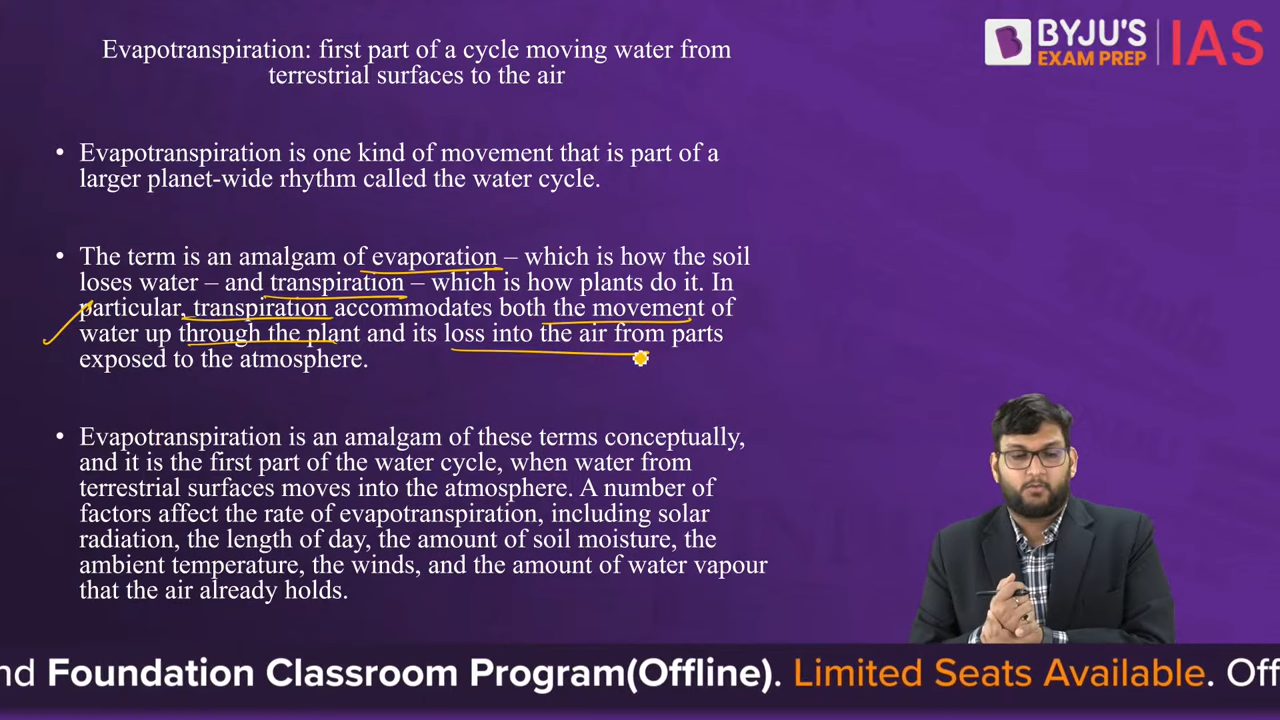 Evapotranspiration: first part of a cycle moving water from
terrestrial surfaces to the air
BYJU'S
EXAM PREP
IAS
• Evapotranspiration is one kind of movement that is part of a
larger planet-wide rhythm called the water cycle.
• The term is an amalgam of evaporation – which is how the soil
loses water – and transpiration – which is how plants do it. In
particular, transpiration accommodates both the movement of
water up through the plant and its loss into the air from parts
exposed to the atmosphere.
• Evapotranspiration is an amalgam of these terms conceptually,
and it is the first part of the water cycle, when water from
terrestrial surfaces moves into the atmosphere. A number of
factors affect the rate of evapotranspiration, including solar
radiation, the length of day, the amount of soil moisture, the
ambient temperature, the winds, and the amount of water vapour
that the air already holds.
nd Foundation Classroom Program(Offline). Limited Seats Available. Off